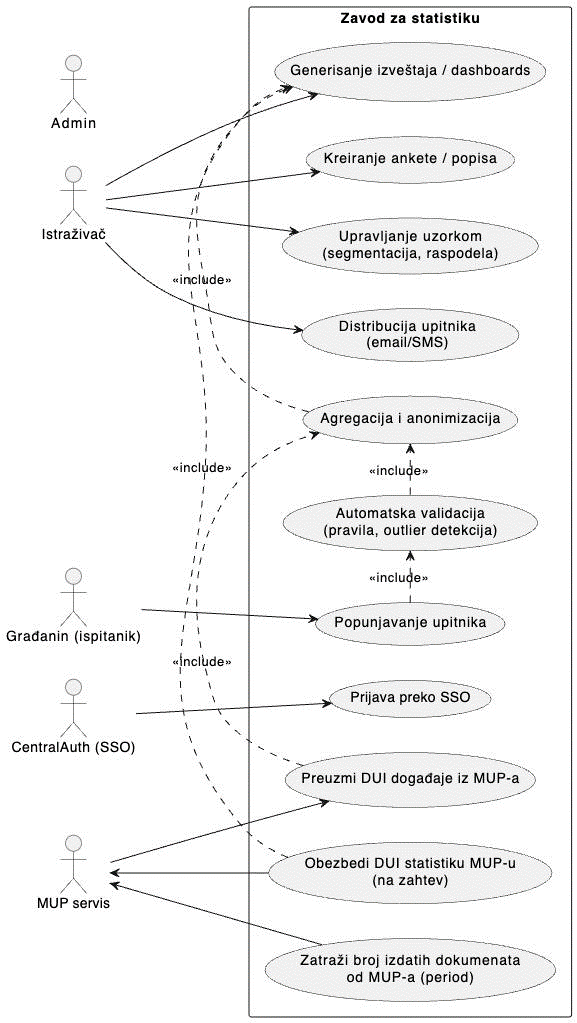 Zavod za statistiku
Generisanje izveštaja / dashboards
Admin
Kreiranje ankete / popisa
Istraživač
Upravljanje uzorkom
(segmentacija, raspodela)
«include»
Distribucija upitnika
(email/SMS)
Agregacija i anonimizacija
«include»
«include»
Automatska validacija
(pravila, outlier detekcija)
«include»
Građanin (ispitanik)
Popunjavanje upitnika
«include»
Prijava preko SSO
CentralAuth (SSO)
Preuzmi DUI događaje iz MUP-a
MUP servis
Obezbedi DUI statistiku MUP-u
(na zahtev)
Zatraži broj izdatih dokumenata
od MUP-a (period)